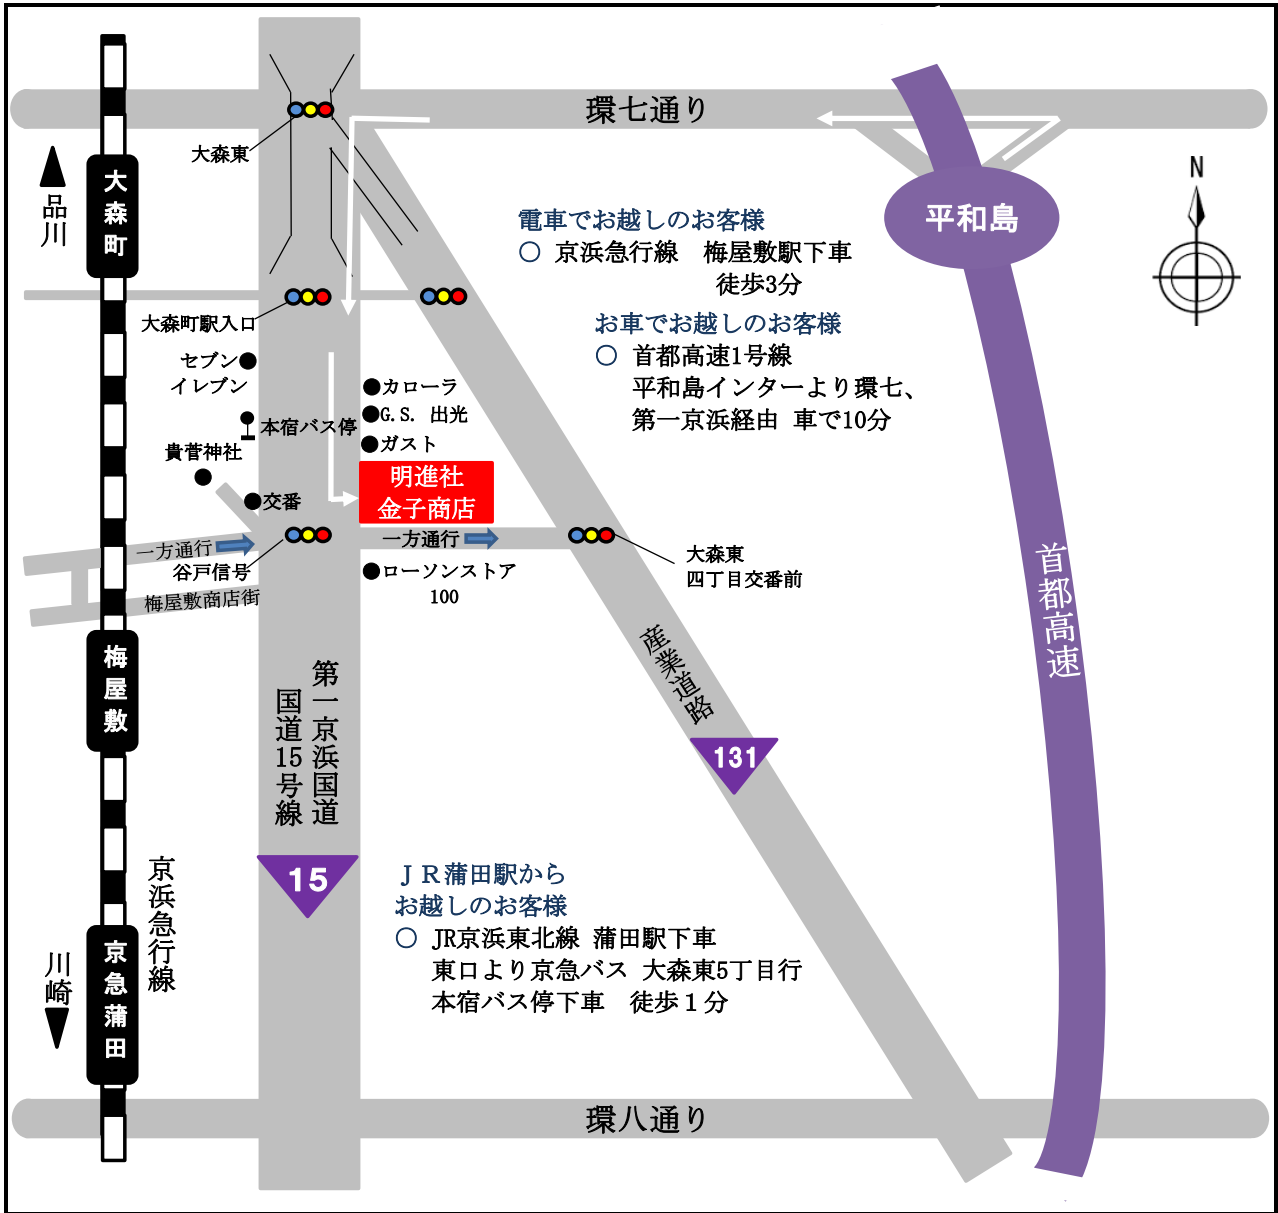 環七通り
大森東
N
大森町
品川
平和島
電車でお越しのお客様
○ 京浜急行線　梅屋敷駅下車
徒歩3分
大森町駅入口
お車でお越しのお客様
○ 首都高速1号線
平和島インターより環七、
第一京浜経由 車で10分
セブン
イレブン
カローラ
G.S. 出光
本宿バス停
ガスト
貴菅神社
明進社
金子商店
交番
一方通行
一方通行
谷戸信号
大森東
四丁目交番前
ローソンストア
100
梅屋敷商店街
首都高速
梅屋敷
産業道路
131
第一京浜国道
国道15号線
15
京浜急行線
ＪＲ蒲田駅から
お越しのお客様
○ JR京浜東北線 蒲田駅下車
東口より京急バス 大森東5丁目行
本宿バス停下車　徒歩１分
京急蒲田
川崎
環八通り